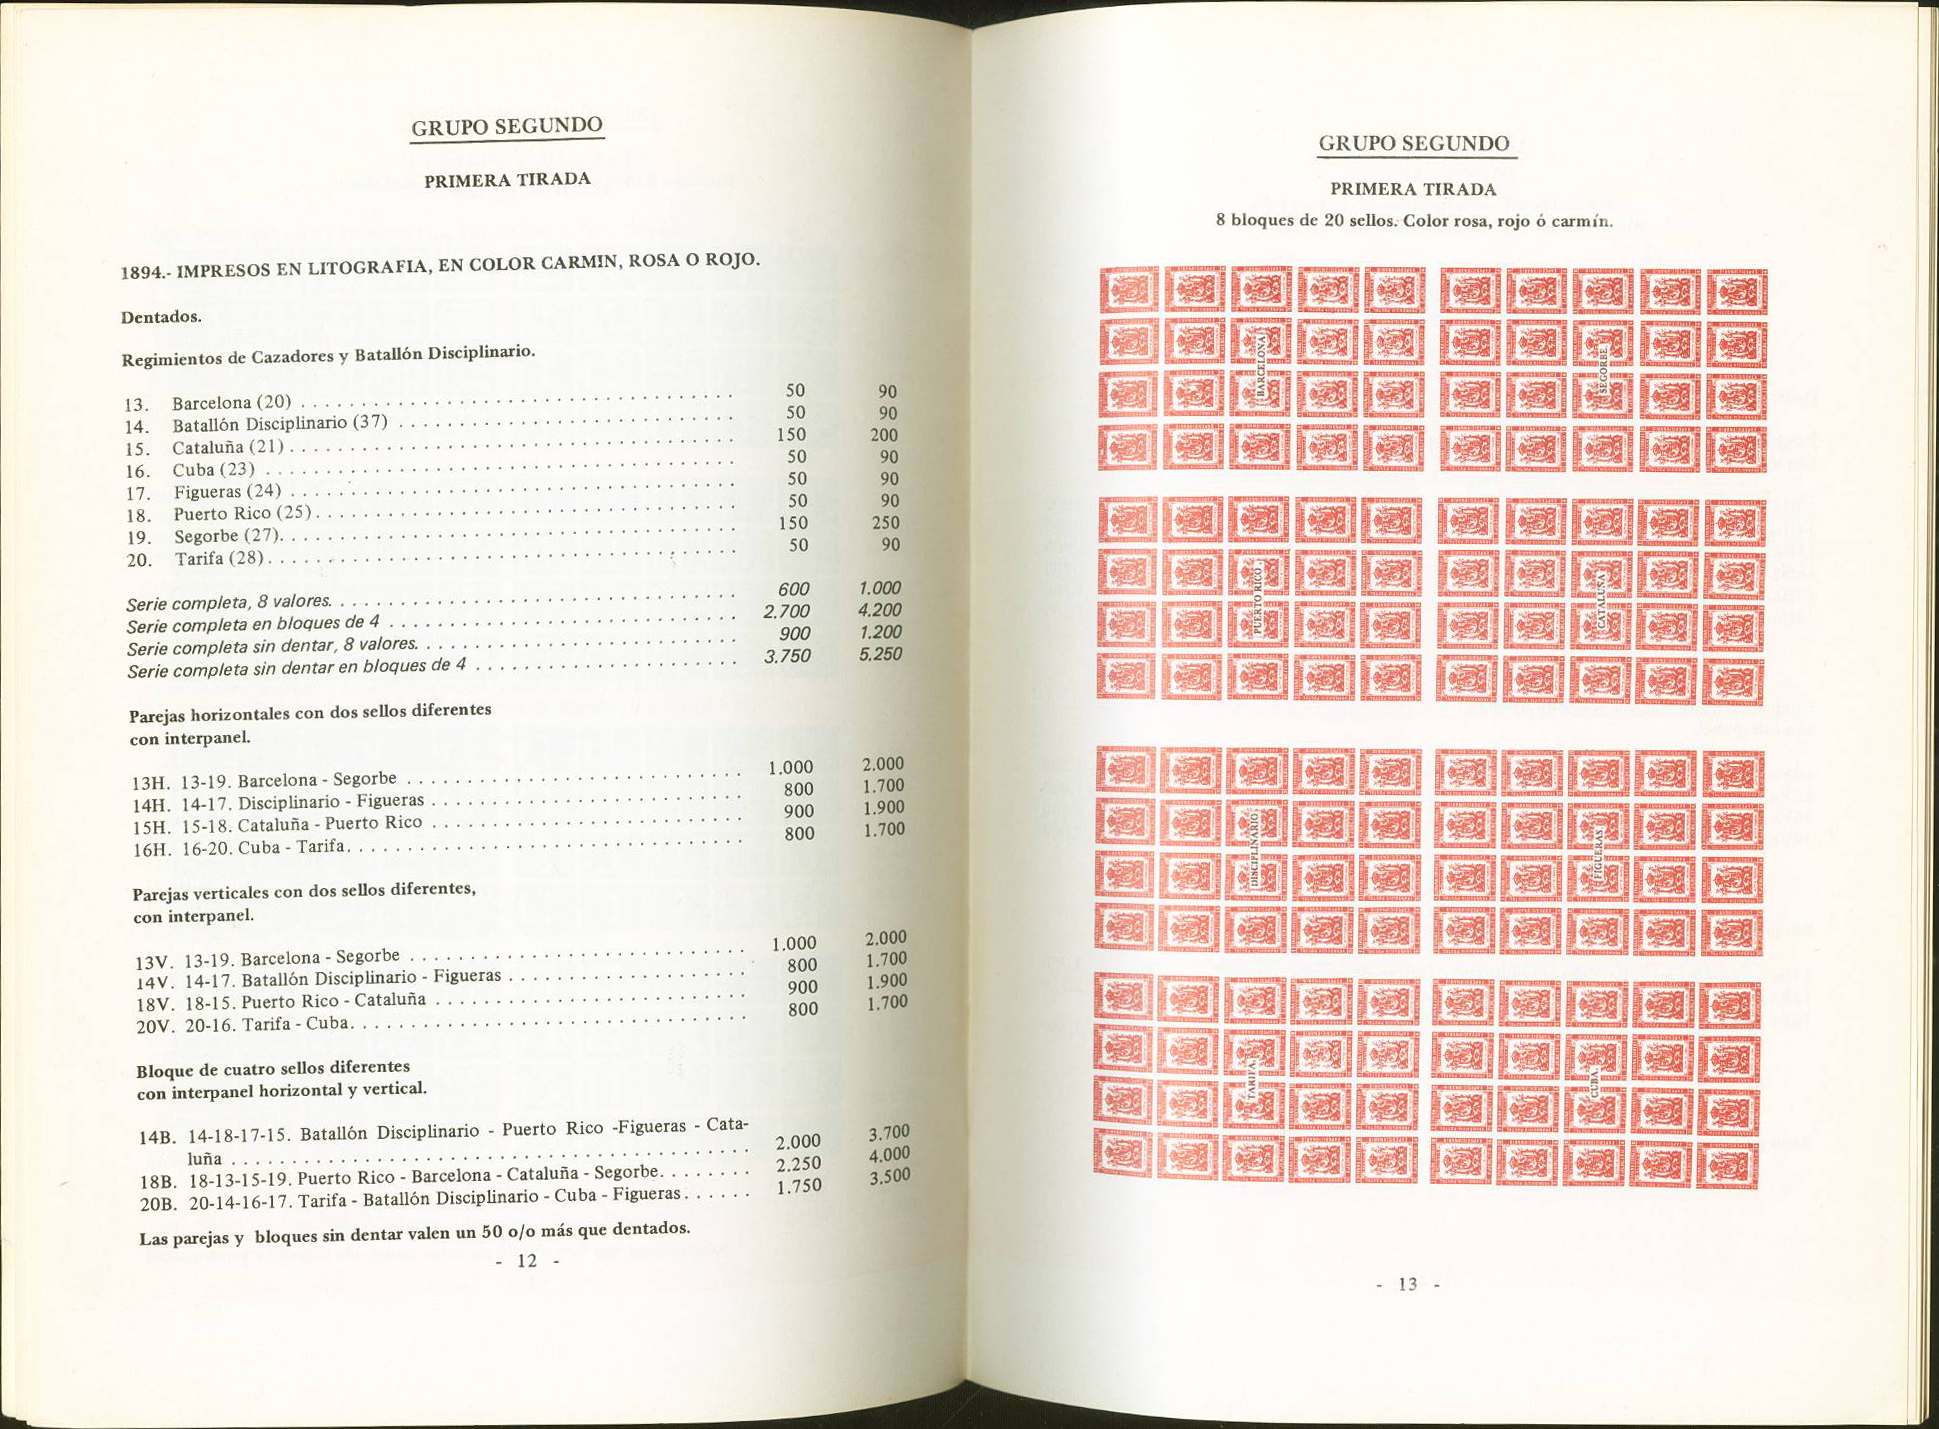 GRUPO SEGUNDO
PRIMERA TIRADA
1894.- IMPRESOS EN LITOGRAFIA, EN COLOR CARMIN, ROSA O ROJO.
Dentados.
Regimientos de Cazadores y Batallón Disciplinario.
13. Barcelona (20) . . . . . . . . . . 50 90
14. Batallón Disciplinario (37) . . . . . . . . . . 50 90
15. Cataluña (21) . . . . . . . . . . 150 200
16. Cuba (23) . . . . . . . . . . 50 90
17. Figueras (24) . . . . . . . . . . 50 90
18. Puerto Rico (25) . . . . . . . . . . 50 90
19. Segorbe (27) . . . . . . . . . . 150 250
20. Tarifa (28) . . . . . . . . . . 50 90
Serie completa, 8 valores. . . . . . . . . . . 600 1.000
Serie completa en bloques de 4 . . . . . . . . . . 2.700 4.200
Serie completa sin dentar, 8 valores. . . . . . . . . . . 900 1.200
Serie completa sin dentar en bloques de 4 . . . . . . . . . . 3.750 5.250
Parejas horizontales con dos sellos diferentes
con interpanel.
13H. 13-19. Barcelona - Segorbe . . . . . . . . . . 1.000 2.000
14H. 14-17. Disciplinario - Figueras . . . . . . . . . . 800 1.700
15H. 15-18. Cataluña - Puerto Rico . . . . . . . . . . 900 1.900
16H. 16-20. Cuba - Tarifa. . . . . . . . . . . 800 1.700
Parejas verticales con dos sellos diferentes,
con interpanel.
13V. 13-19. Barcelona - Segorbe . . . . . . . . . . 1.000 2.000
14V. 14-17. Batallón Disciplinario - Figueras . . . . . . . . . . 800 1.700
18V. 18-15. Puerto Rico - Cataluña . . . . . . . . . . 900 1.900
20V. 20-16. Tarifa - Cuba. . . . . . . . . . . 800 1.700
Bloque de cuatro sellos diferentes
con interpanel horizontal y vertical.
14B. 14-18-17-15. Batallón Disciplinario - Puerto Rico -Figueras - Cata-
luña . . . . . . . . . . 2.000 3.700
18B. 18-13-15-19. Puerto Rico - Barcelona - Cataluña - Segorbe. . . . . . . . 2.250 4.000
20B. 20-14-16-17. Tarifa - Batallón Disciplinario - Cuba - Figueras . . . . . . 1.750 3.500
Las parejas y bloques sin dentar valen un 50 o/o más que dentados.
- 12 -
GRUPO SEGUNDO
PRIMERA TIRADA
8 bloques de 20 sellos. Color rosa, rojo ó carmín.
BARCELONA
SEGORBE
PUERTO RICO
CATALUÑA
DISCIPLINARIO
FIGUERAS
TARIFA
CUBA.
- 13 -